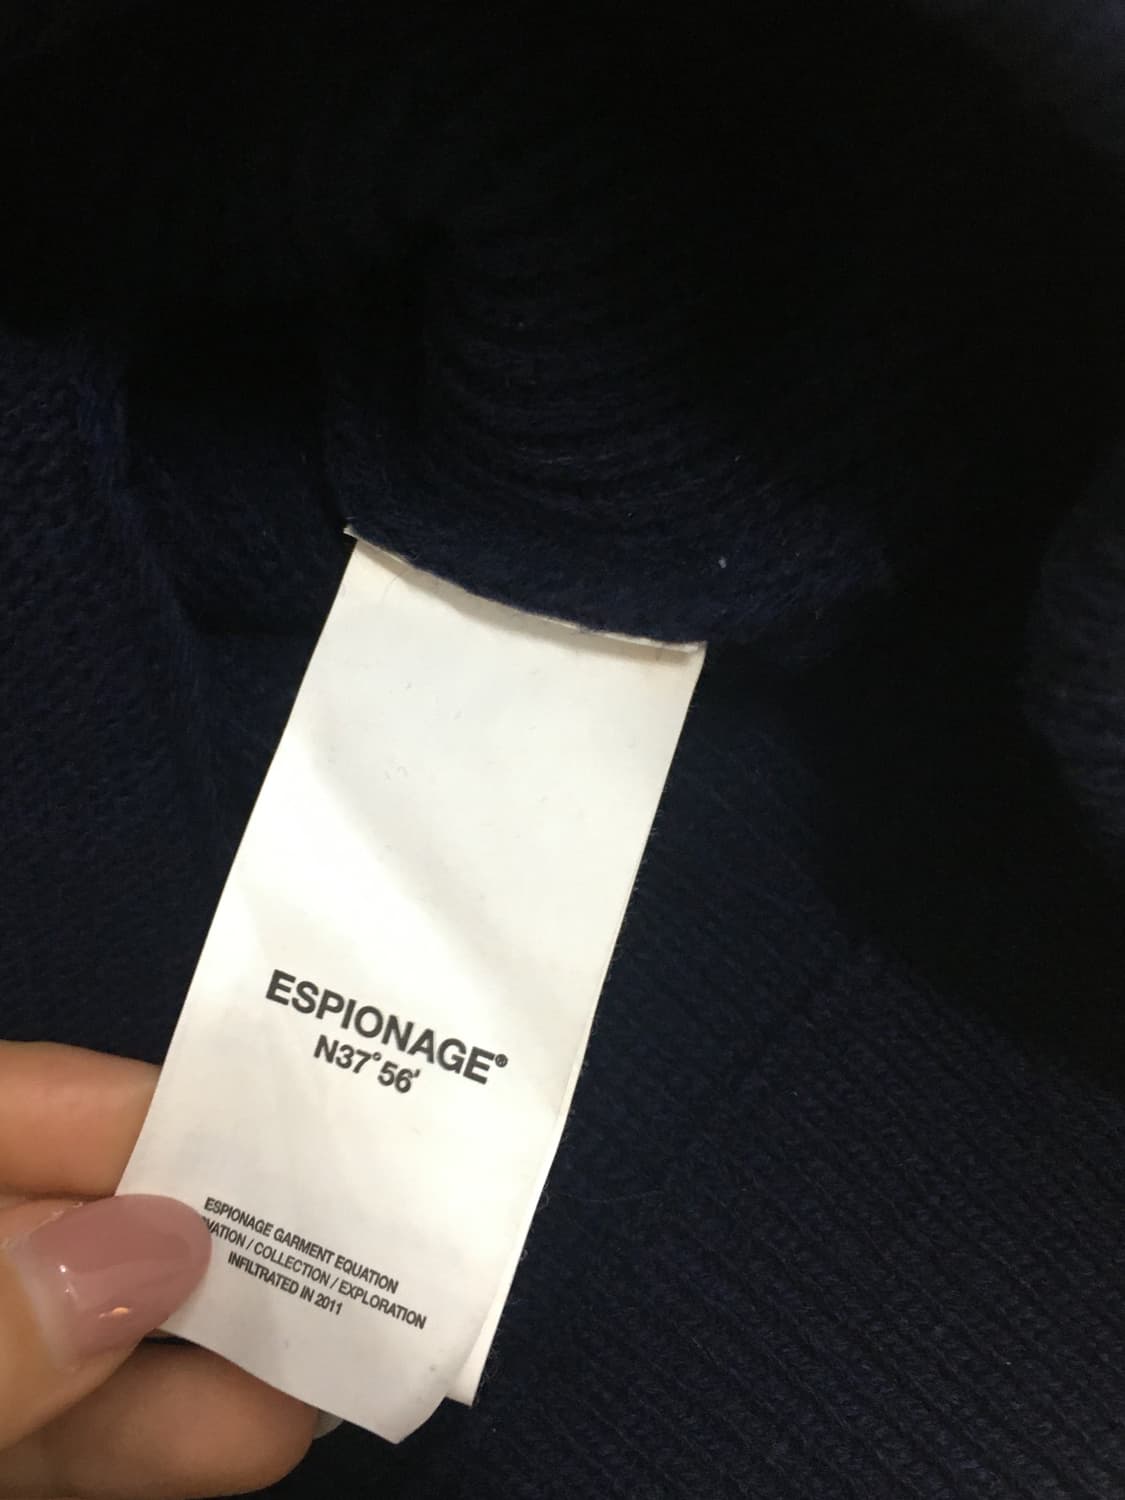 ESPIONAGE®
N37°56'
ESPIONAGE GARMENT EQUATION
/ COLLECTION / EXPLORATION
INFILTRATED IN 2011